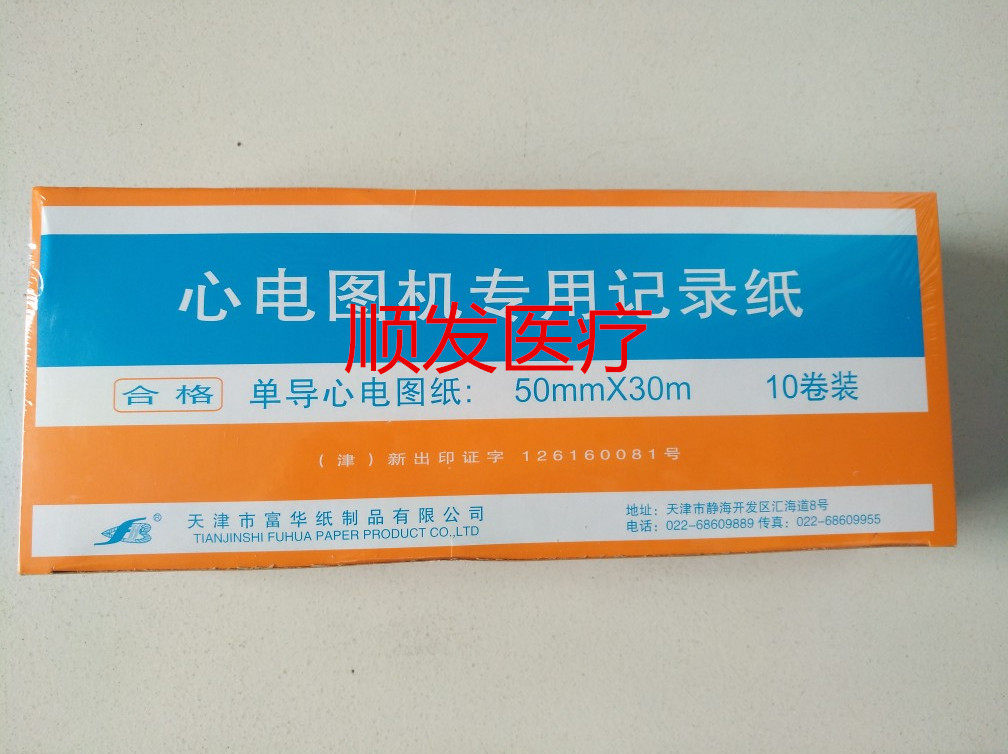 心电图机专用记录纸
顺发医疗
合格 单导心电图纸: 50mmX30m 10卷装
(津)新出印证字 126160081号
® 天津市富华纸制品有限公司
TIANJINSHI FUHUA PAPER PRODUCT CO.,LTD
地址: 天津市静海开发区汇海道8号
电话: 022-68609889 传真: 022-68609955